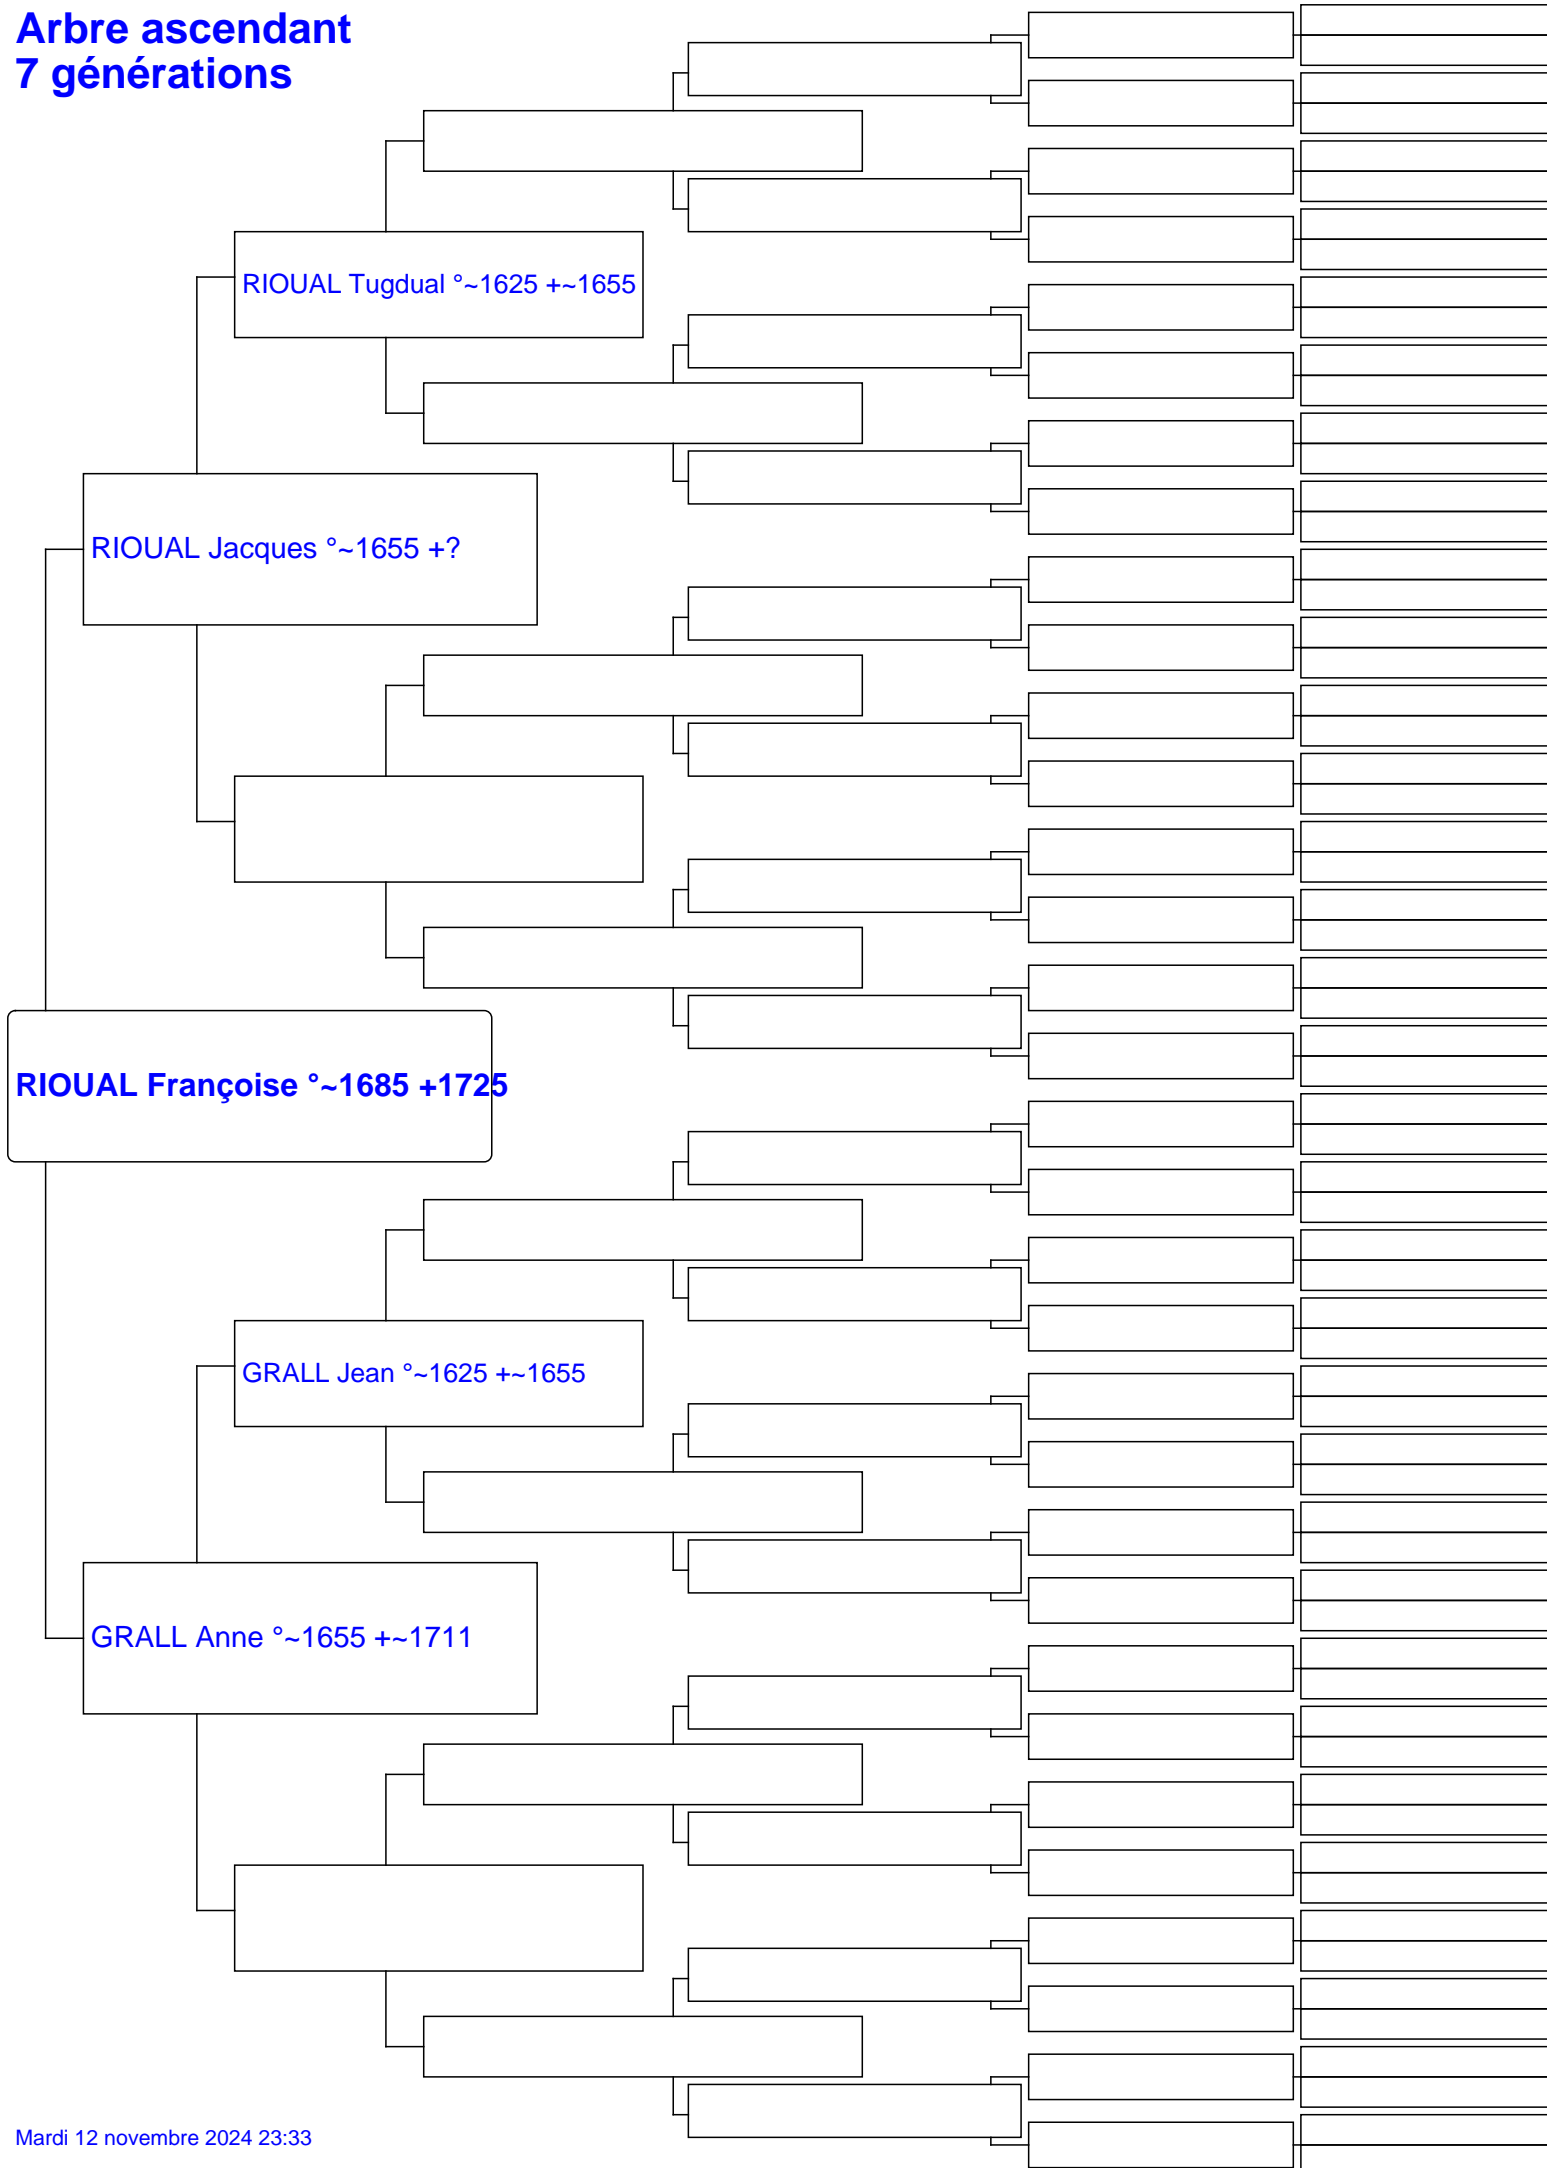 Arbre ascendant
7 générations
RIOUAL Tugdual °~1625 +~1655
RIOUAL Jacques °~1655 +?
RIOUAL Françoise °~1685 +1725
GRALL Jean °~1625 +~1655
GRALL Anne °~1655 +~1711
Mardi 12 novembre 2024 23:33